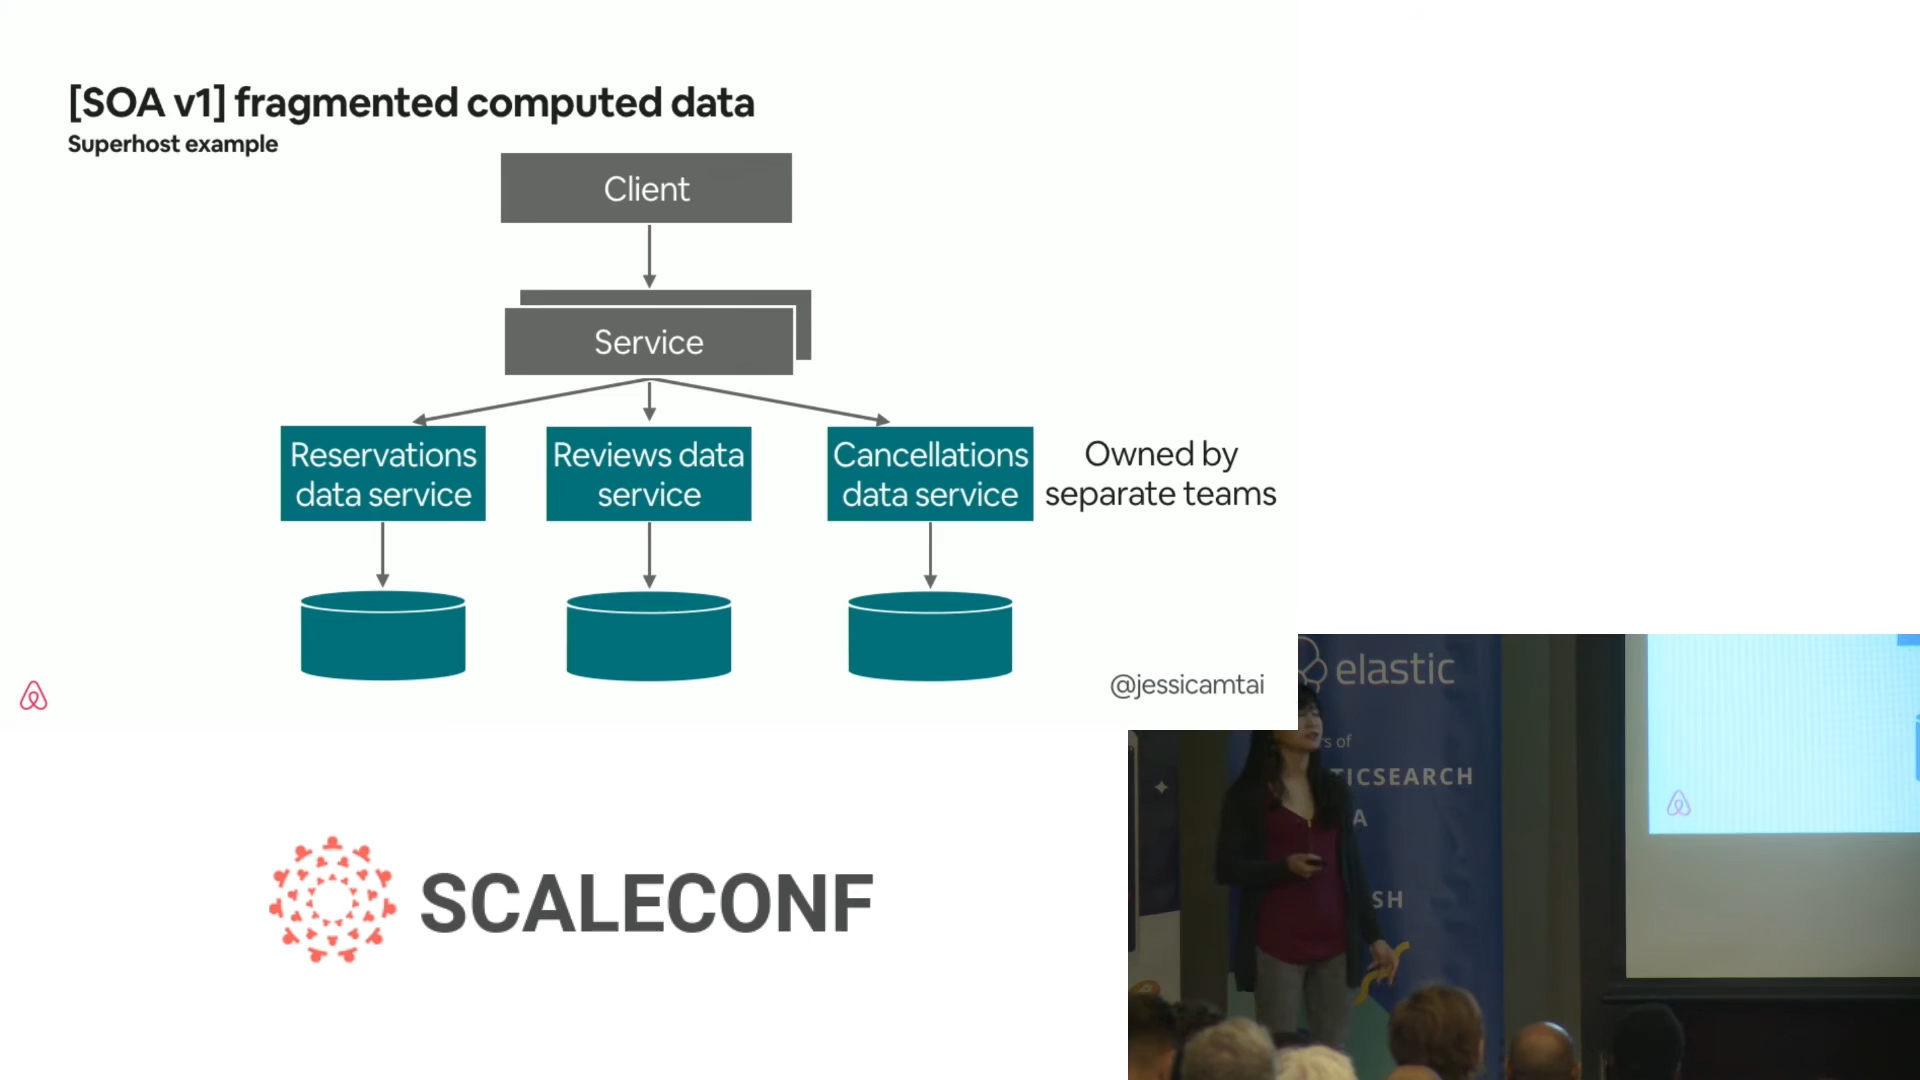 [SOA v1] fragmented computed data
Superhost example
Client
Service
Reservations
data service
Reviews data
service
Cancellations
data service
Owned by
separate teams
@jessicamtai
SCALECONF
elastic
rs of
TICSEARCH
A
SH